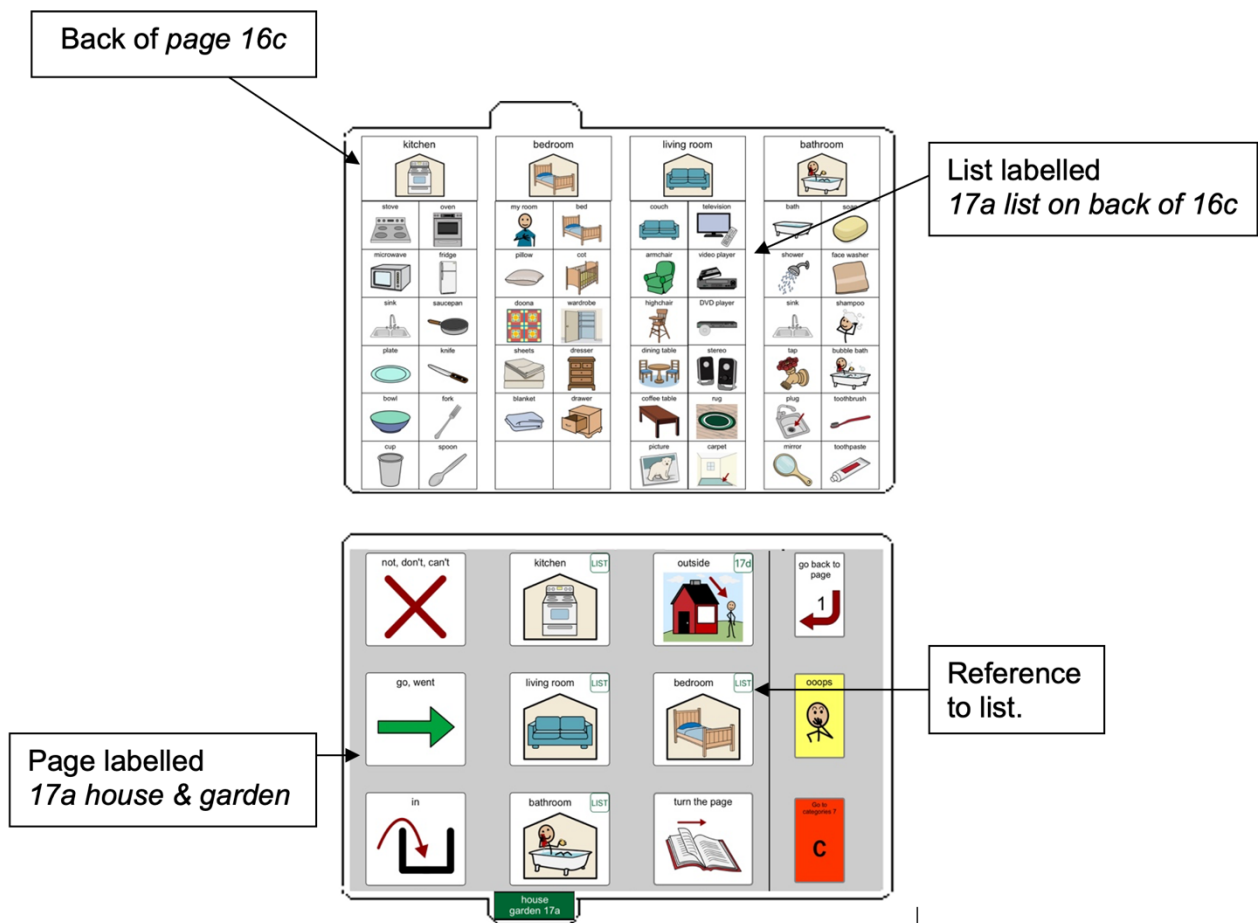 Back of page 16c
List labelled
17a list on back of 16c
kitchen
bedroom
living room
bathroom
stove
oven
my room
bed
couch
television
bath
soap
microwave
fridge
pillow
cot
armchair
video player
shower
face washer
sink
saucepan
doona
wardrobe
highchair
DVD player
sink
shampoo
plate
knife
sheets
dresser
dining table
stereo
tap
bubble bath
bowl
fork
blanket
drawer
coffee table
rug
plug
toothbrush
cup
spoon
picture
carpet
mirror
toothpaste
not, don't, can't
kitchen
LIST
outside
17d
go back to
page
1
go, went
living room
LIST
bedroom
LIST
ooops
Reference
to list.
Page labelled
17a house & garden
in
bathroom
LIST
turn the page
Go to
categories 7
C
house
garden 17a